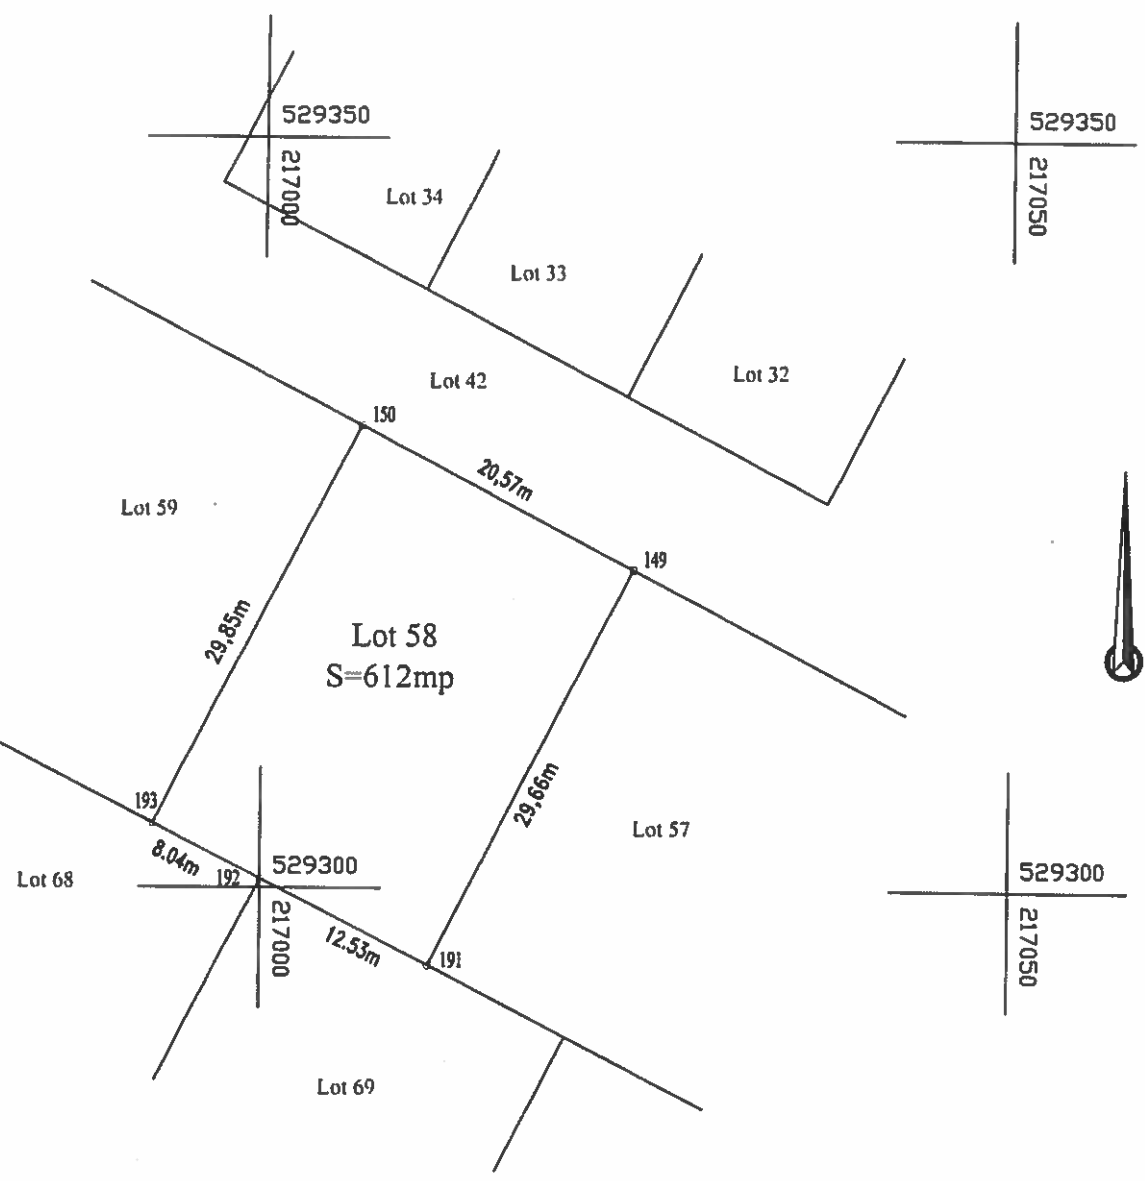 529350
217000
529350
217050
Lot 34
Lot 33
Lot 32
Lot 42
150
20,57m
Lot 59
149
29,85m
Lot 58
S=612mp
29,66m
193
Lot 57
8.04m
192
529300
217000
529300
217050
Lot 68
12.53m
191
Lot 69